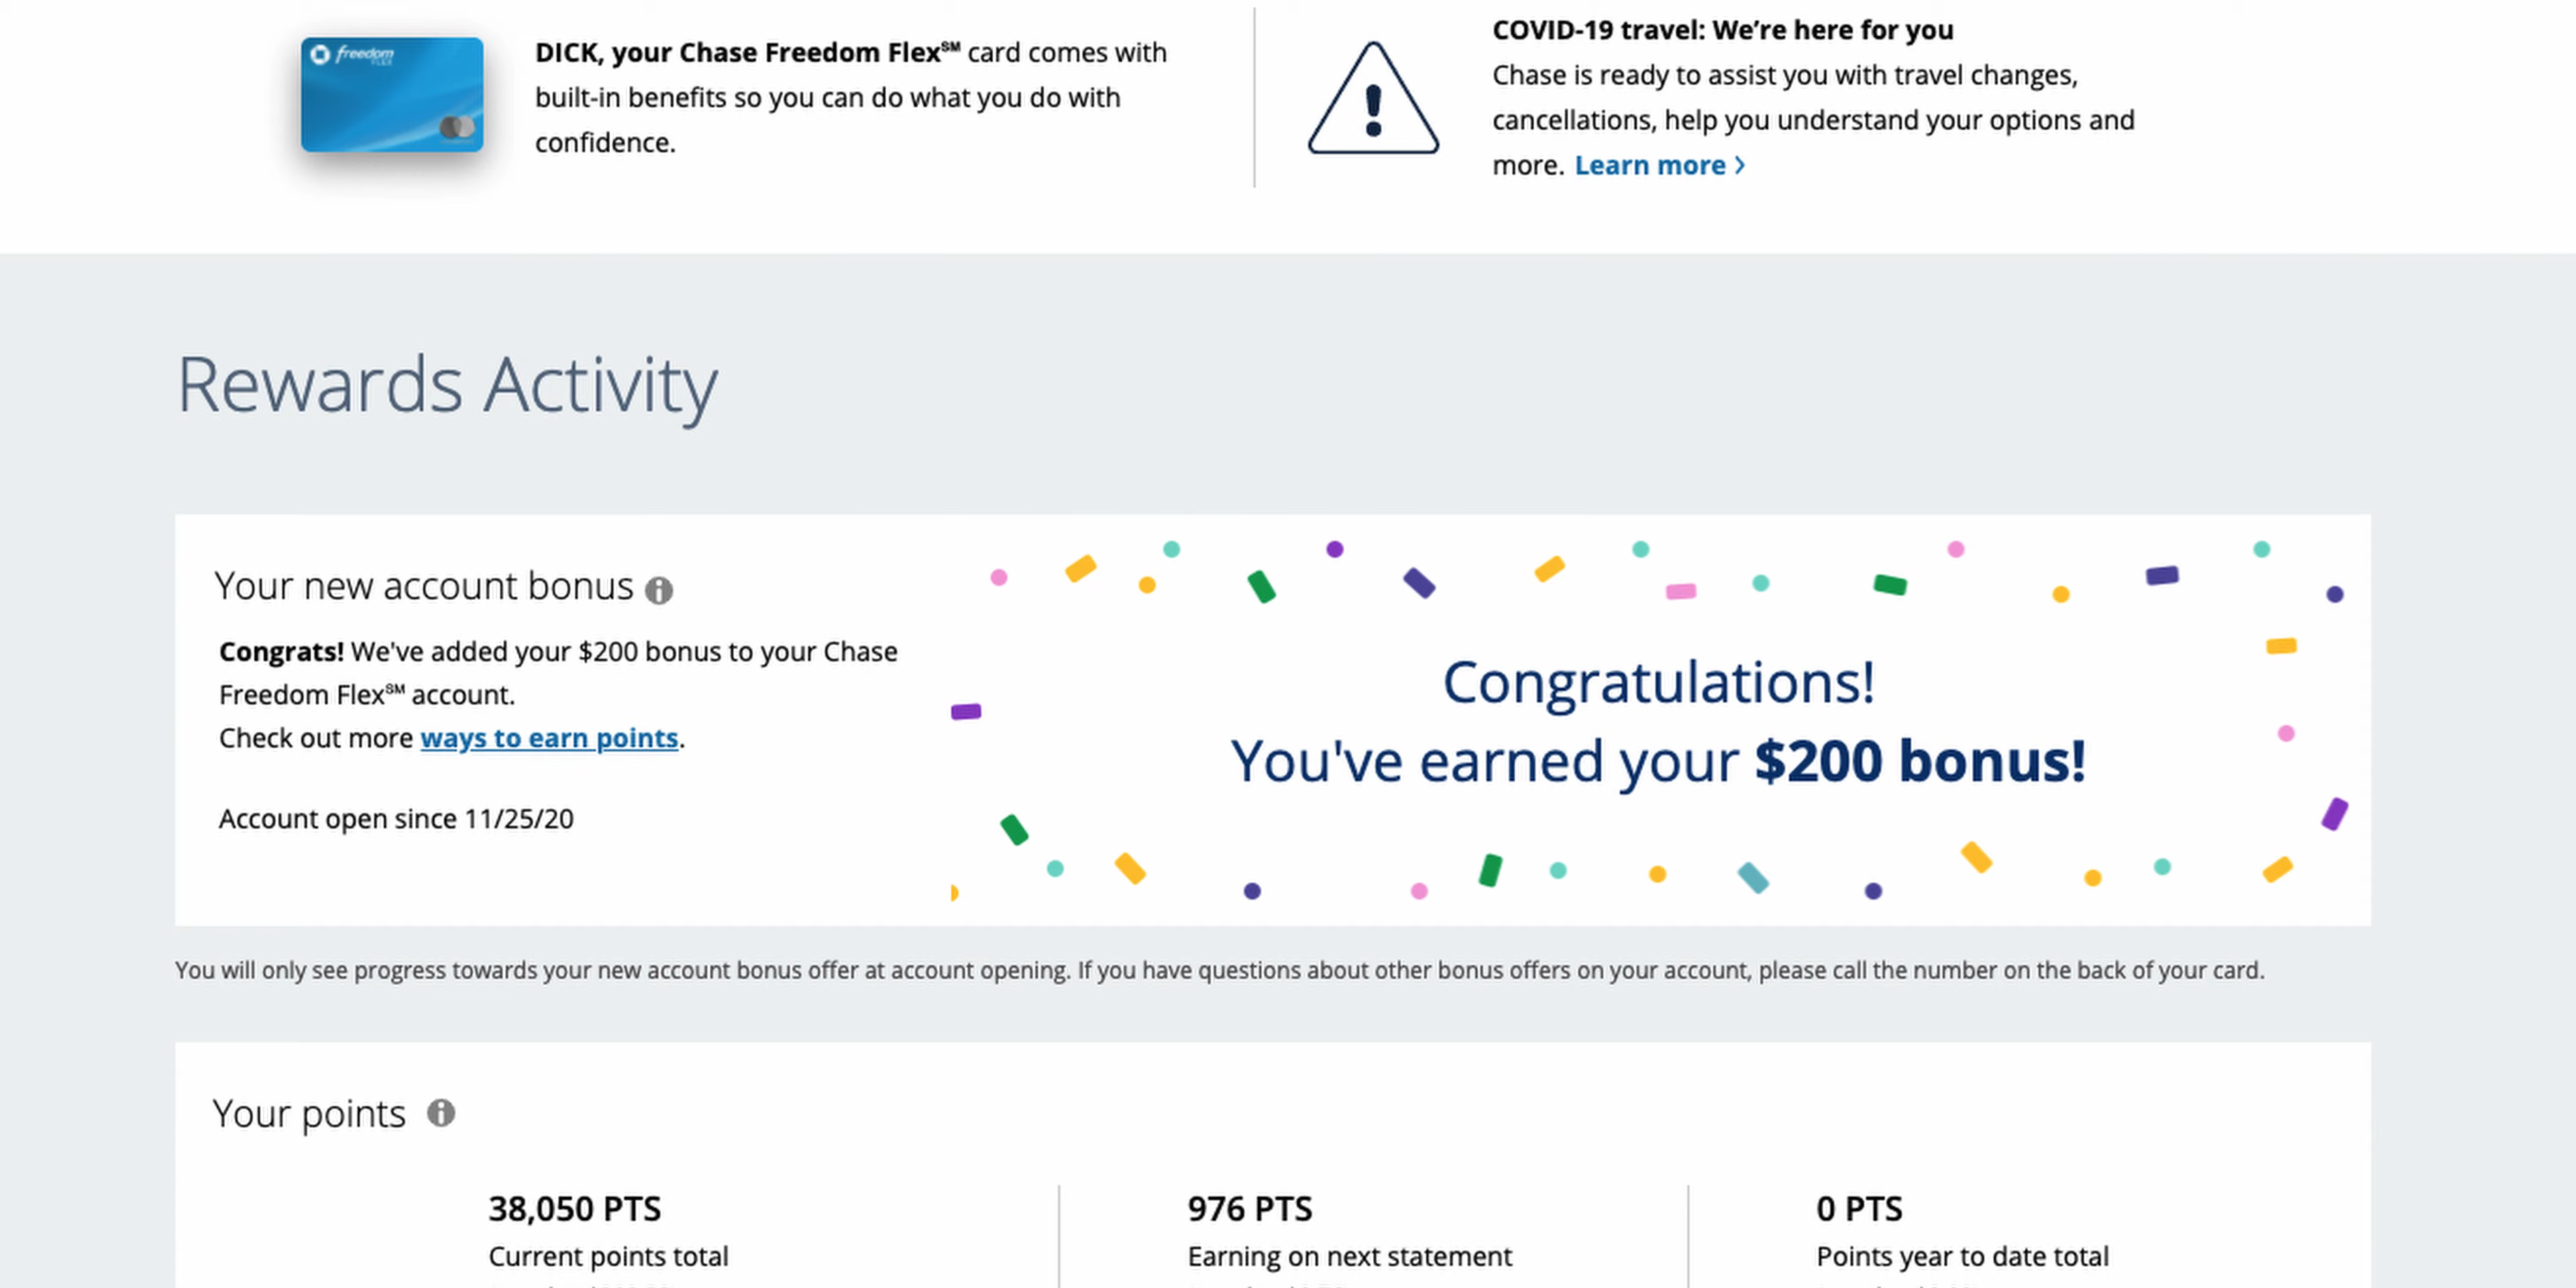 freedom
FLEX
DICK, your Chase Freedom Flex℠ card comes with
built-in benefits so you can do what you do with
confidence.
COVID-19 travel: We’re here for you
Chase is ready to assist you with travel changes,
cancellations, help you understand your options and
more. Learn more >
Rewards Activity
Your new account bonus
Congrats! We've added your $200 bonus to your Chase
Freedom Flex℠ account.
Check out more ways to earn points.
Account open since 11/25/20
Congratulations!
You've earned your $200 bonus!
You will only see progress towards your new account bonus offer at account opening. If you have questions about other bonus offers on your account, please call the number on the back of your card.
Your points
38,050 PTS
Current points total
976 PTS
Earning on next statement
0 PTS
Points year to date total